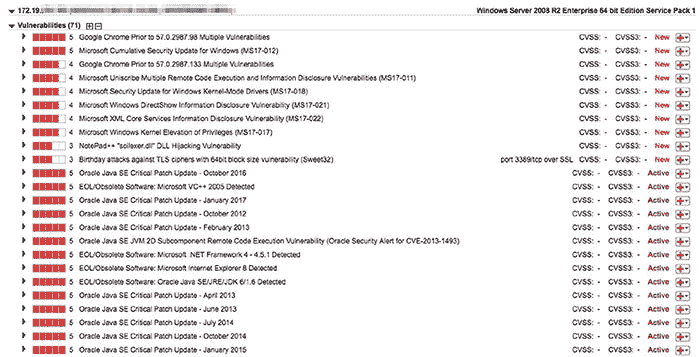 172.19. Windows Server 2008 R2 Enterprise 64 bit Edition Service Pack 1
Vulnerabilities (71)
5 Google Chrome Prior to 57.0.2987.98 Multiple Vulnerabilities CVSS: - CVSS3: - New
5 Microsoft Cumulative Security Update for Windows (MS17-012) CVSS: - CVSS3: - New
4 Google Chrome Prior to 57.0.2987.133 Multiple Vulnerabilities CVSS: - CVSS3: - New
4 Microsoft Uniscribe Multiple Remote Code Execution and Information Disclosure Vulnerabilities (MS17-011) CVSS: - CVSS3: - New
4 Microsoft Security Update for Windows Kernel-Mode Drivers (MS17-018) CVSS: - CVSS3: - New
4 Microsoft Windows DirectShow Information Disclosure Vulnerability (MS17-021) CVSS: - CVSS3: - New
4 Microsoft XML Core Services Information Disclosure Vulnerability (MS17-022) CVSS: - CVSS3: - New
4 Microsoft Windows Kernel Elevation of Privileges (MS17-017) CVSS: - CVSS3: - New
3 NotePad++ "scilexer.dll" DLL Hijacking Vulnerability CVSS: - CVSS3: - New
3 Birthday attacks against TLS ciphers with 64bit block size vulnerability (Sweet32) port 3389/tcp over SSL CVSS: - CVSS3: - New
5 Oracle Java SE Critical Patch Update - October 2016 CVSS: - CVSS3: - Active
5 EOL/Obsolete Software: Microsoft VC++ 2005 Detected CVSS: - CVSS3: - Active
5 Oracle Java SE Critical Patch Update - January 2017 CVSS: - CVSS3: - Active
5 Oracle Java SE Critical Patch Update - October 2012 CVSS: - CVSS3: - Active
5 Oracle Java SE Critical Patch Update - February 2013 CVSS: - CVSS3: - Active
5 Oracle Java SE JVM 2D Subcomponent Remote Code Execution Vulnerability (Oracle Security Alert for CVE-2013-1493) CVSS: - CVSS3: - Active
5 EOL/Obsolete Software: Microsoft .NET Framework 4 - 4.5.1 Detected CVSS: - CVSS3: - Active
5 EOL/Obsolete Software: Microsoft Internet Explorer 8 Detected CVSS: - CVSS3: - Active
5 EOL/Obsolete Software: Oracle Java SE/JRE/JDK 6/1.6 Detected CVSS: - CVSS3: - Active
5 Oracle Java SE Critical Patch Update - April 2013 CVSS: - CVSS3: - Active
5 Oracle Java SE Critical Patch Update - June 2013 CVSS: - CVSS3: - Active
5 Oracle Java SE Critical Patch Update - July 2014 CVSS: - CVSS3: - Active
5 Oracle Java SE Critical Patch Update - October 2014 CVSS: - CVSS3: - Active
5 Oracle Java SE Critical Patch Update - January 2015 CVSS: - CVSS3: - Active